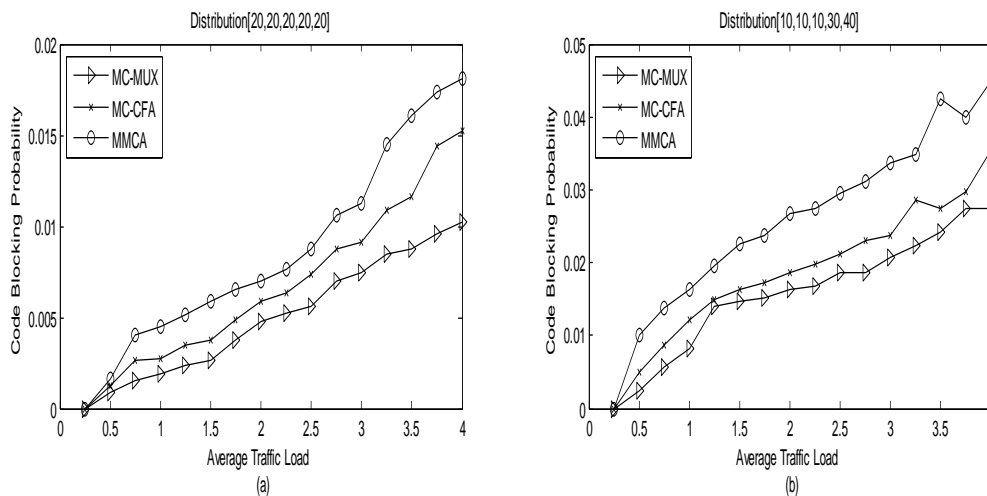 Distribution[20,20,20,20,20]
0.02
0.015
0.01
0.005
0
Code Blocking Probability
MC-MUX
MC-CFA
MMCA
0 0.5 1 1.5 2 2.5 3 3.5 4
Average Traffic Load
(a)
Distribution[10,10,10,30,40]
0.05
0.04
0.03
0.02
0.01
0
Code Blocking Probability
MC-MUX
MC-CFA
MMCA
0 0.5 1 1.5 2 2.5 3 3.5
Average Traffic Load
(b)